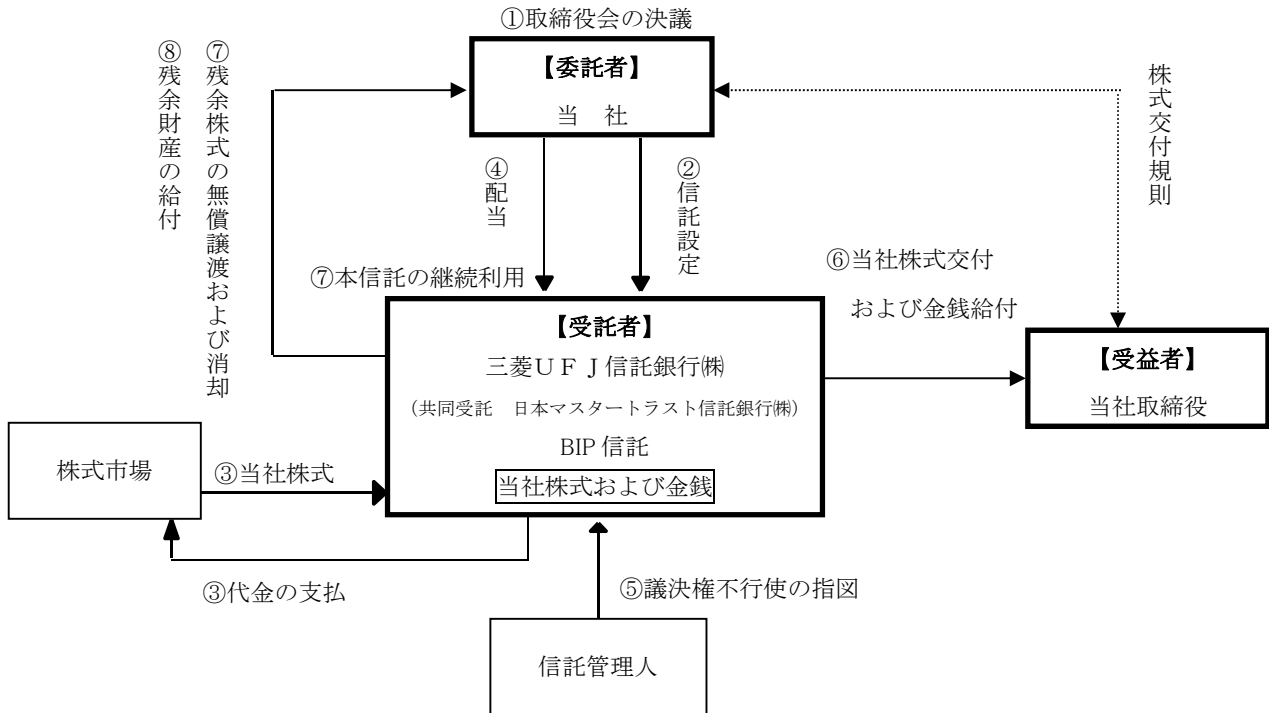 ①取締役会の決議
【委託者】
当　社
⑧残余財産の給付
⑦残余株式の無償譲渡および消却
④配当
②信託設定
株式交付規則
⑦本信託の継続利用
⑥当社株式交付
および金銭給付
【受託者】
三菱ＵＦＪ信託銀行㈱
（共同受託　日本マスタートラスト信託銀行㈱）
BIP 信託
当社株式および金銭
【受益者】
当社取締役
株式市場
③当社株式
③代金の支払
⑤議決権不行使の指図
信託管理人